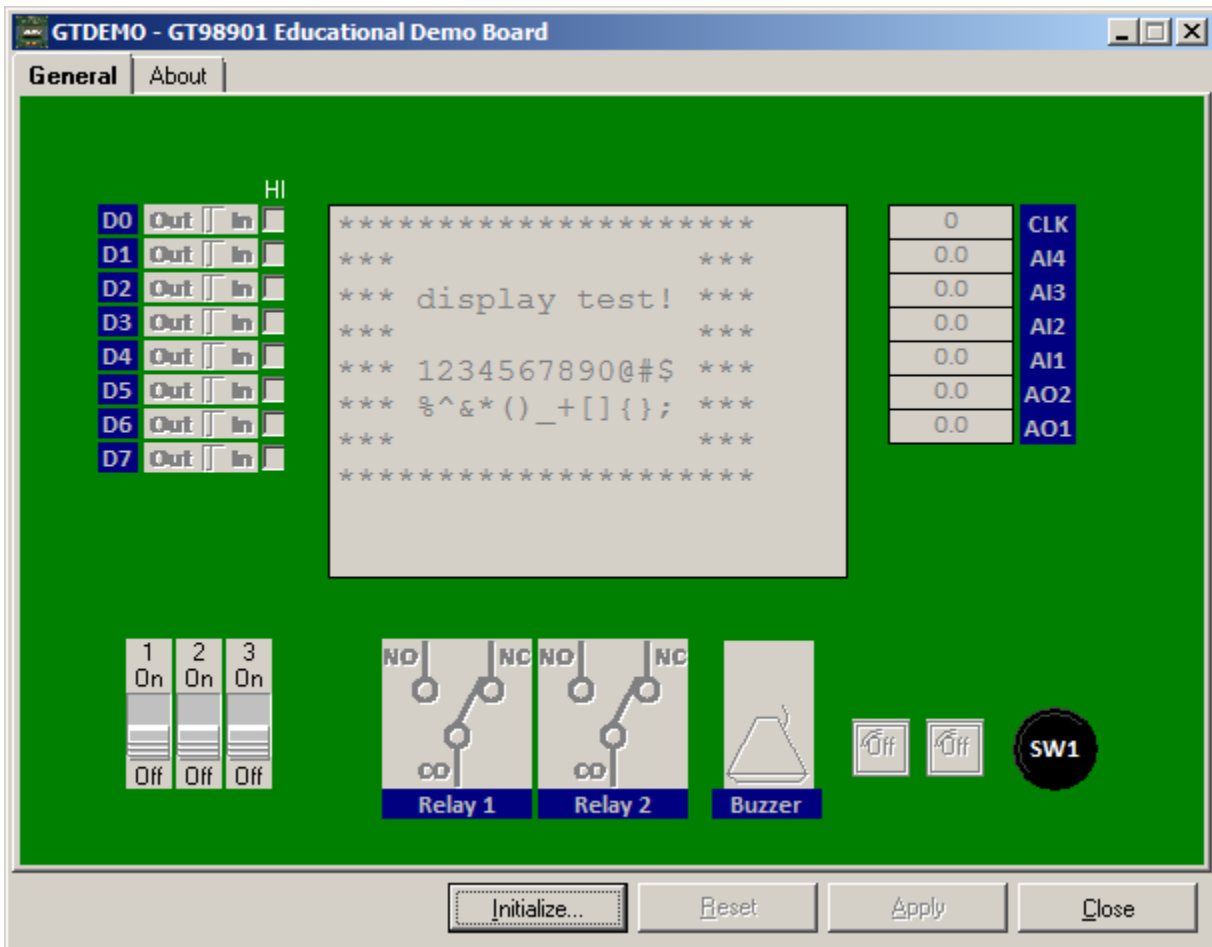 GTDEMO - GT98901 Educational Demo Board
General About
HI
D0 Out In
D1 Out In
D2 Out In
D3 Out In
D4 Out In
D5 Out In
D6 Out In
D7 Out In
*********************
*** ***
*** display test! ***
*** ***
*** 1234567890@#$ ***
*** %^&*()_+[]{}; ***
*** ***
*********************
0 CLK
0.0 AI4
0.0 AI3
0.0 AI2
0.0 AI1
0.0 AO2
0.0 AO1
1 2 3
On On On
Off Off Off
NO NC NO NC
CO CO
Relay 1 Relay 2 Buzzer
Off Off SW1
Initialize... Reset Apply Close